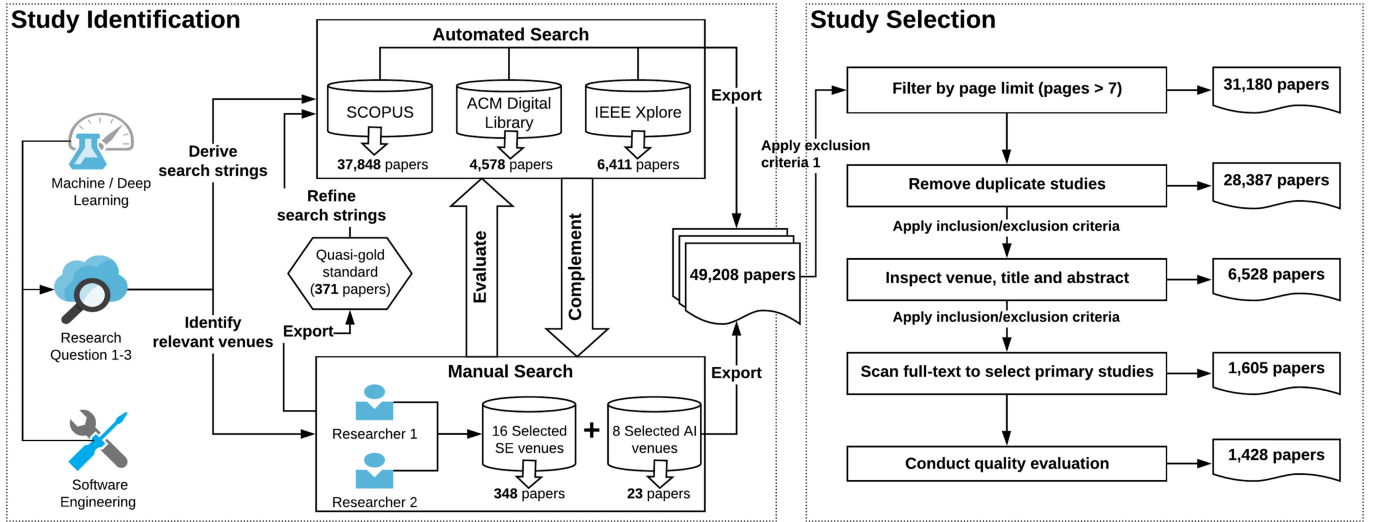 Study Identification
Automated Search
SCOPUS
37,848 papers
ACM Digital
Library
4,578 papers
IEEE Xplore
6,411 papers
Export
Machine / Deep
Learning
Derive
search strings
Refine
search strings
Quasi-gold
standard
(371 papers)
Evaluate
Complement
49,208 papers
Research
Question 1-3
Identify
relevant venues
Export
Manual Search
Export
Researcher 1
Researcher 2
16 Selected
SE venues
348 papers
+
8 Selected AI
venues
23 papers
Software
Engineering
Study Selection
Apply exclusion
criteria 1
Filter by page limit (pages > 7)
31,180 papers
Remove duplicate studies
28,387 papers
Apply inclusion/exclusion criteria
Inspect venue, title and abstract
6,528 papers
Apply inclusion/exclusion criteria
Scan full-text to select primary studies
1,605 papers
Conduct quality evaluation
1,428 papers